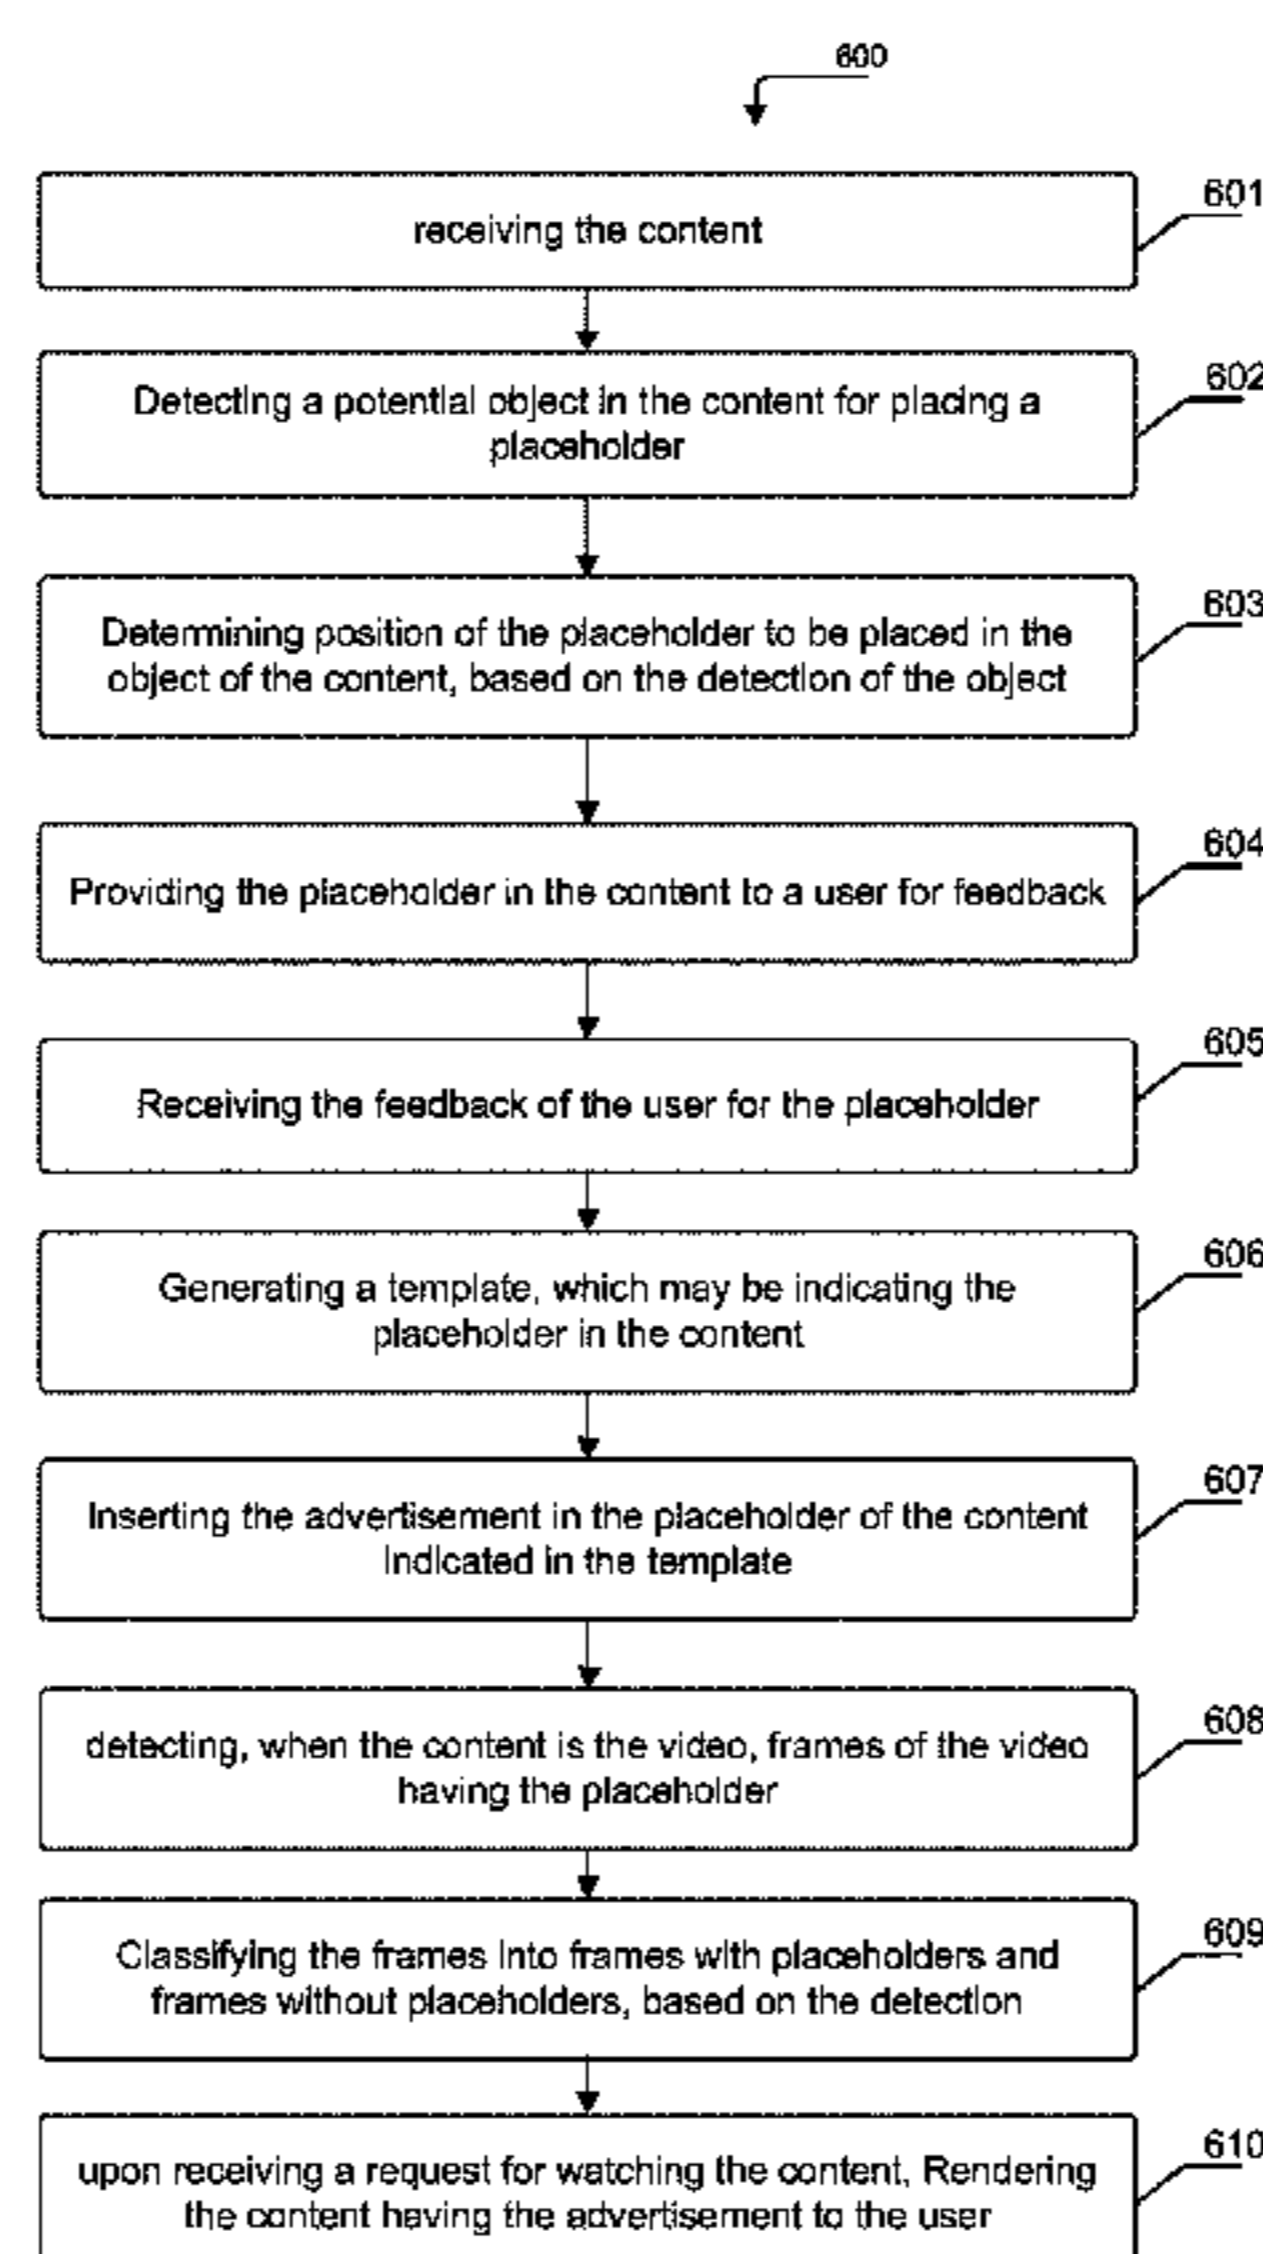 600
receiving the content
601
Detecting a potential object in the content for placing a
placeholder
602
Determining position of the placeholder to be placed in the
object of the content, based on the detection of the object
603
Providing the placeholder in the content to a user for feedback
604
Receiving the feedback of the user for the placeholder
605
Generating a template, which may be indicating the
placeholder in the content
606
Inserting the advertisement in the placeholder of the content
indicated in the template
607
detecting, when the content is the video, frames of the video
having the placeholder
608
Classifying the frames into frames with placeholders and
frames without placeholders, based on the detection
609
upon receiving a request for watching the content, Rendering
the content having the advertisement to the user
610